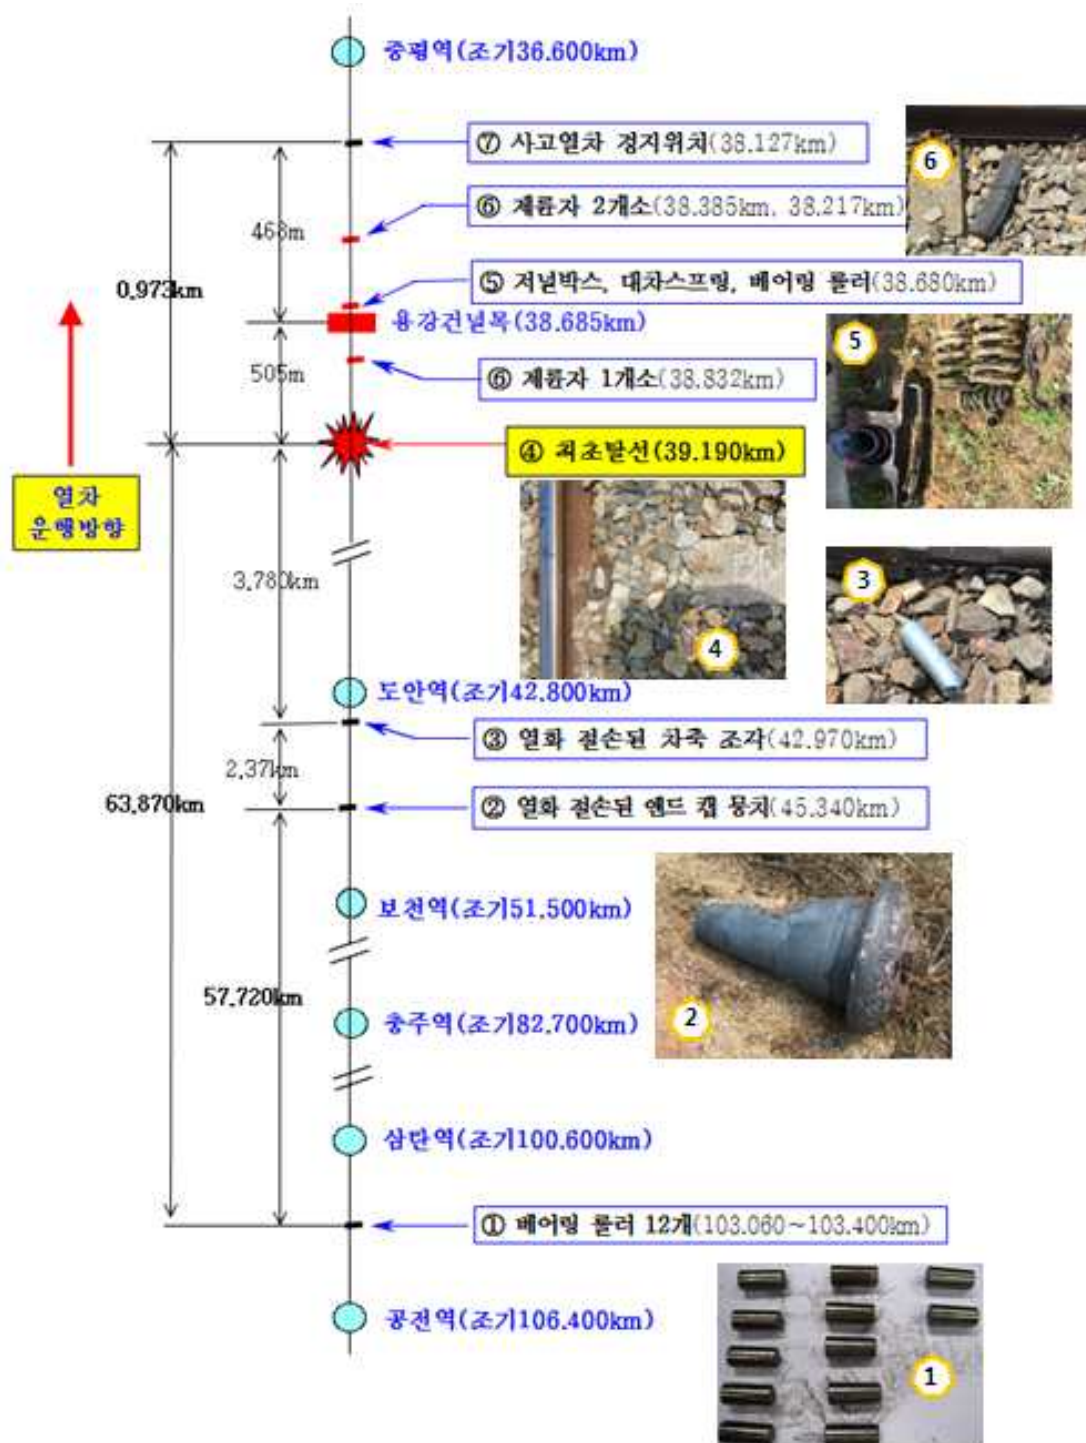 증평역(조기36.600km)
⑦ 사고열차 정지위치(38.127km)
6
⑥ 제륜자 2개소(38.385km, 38.217km)
468m
0.973km
⑤ 저널박스, 대차스프링, 베어링 롤러(38.680km)
용강건널목(38.685km)
5
505m
⑥ 제륜자 1개소(38.832km)
④ 최초탈선(39.190km)
열차
운행방향
3.780km
3
4
도안역(조기42.800km)
③ 열화 절손된 차축 조각(42.970km)
2.37km
63.870km
② 열화 절손된 엔드 캡 뭉치(45.340km)
보천역(조기51.500km)
57.720km
2
충주역(조기82.700km)
삼탄역(조기100.600km)
① 베어링 롤러 12개(103.060~103.400km)
공전역(조기106.400km)
1